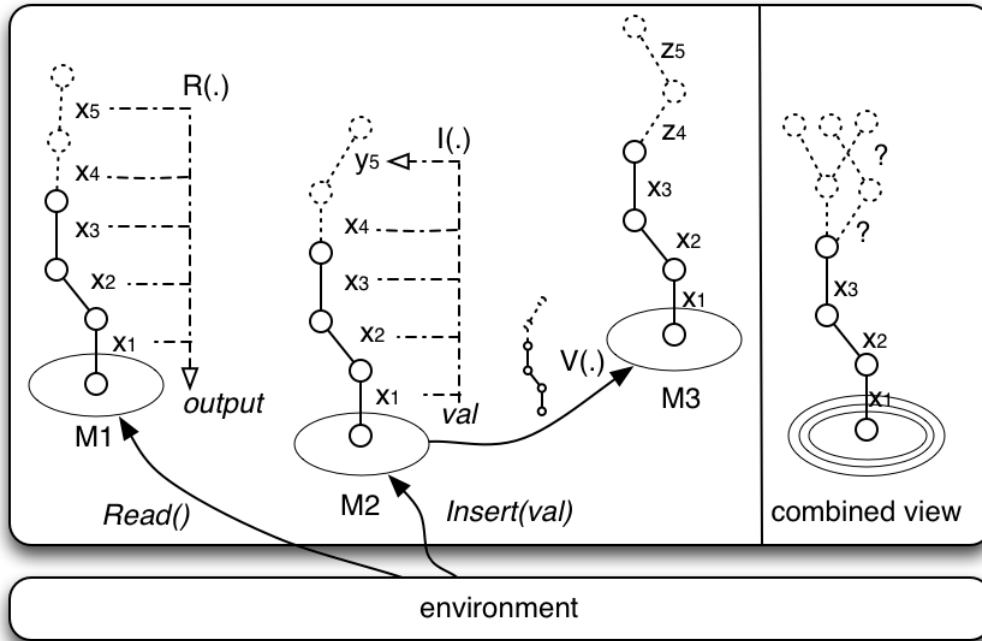 R(.)
x5
x4
x3
x2
x1
output
M1
Read()
I(.)
y5
x4
x3
x2
x1
val
M2
Insert(val)
V(.)
z5
z4
x3
x2
x1
M3
?
?
x3
x2
x1
combined view
environment